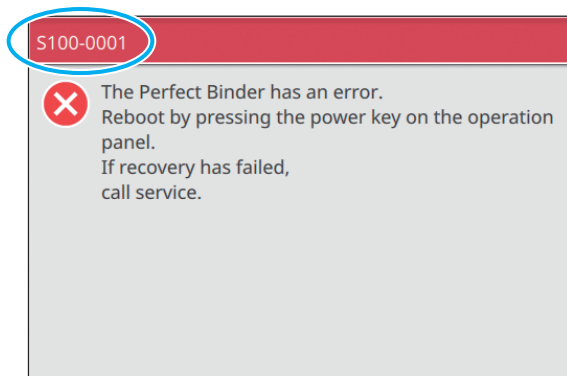 S100-0001
The Perfect Binder has an error.
Reboot by pressing the power key on the operation
panel.
If recovery has failed,
call service.